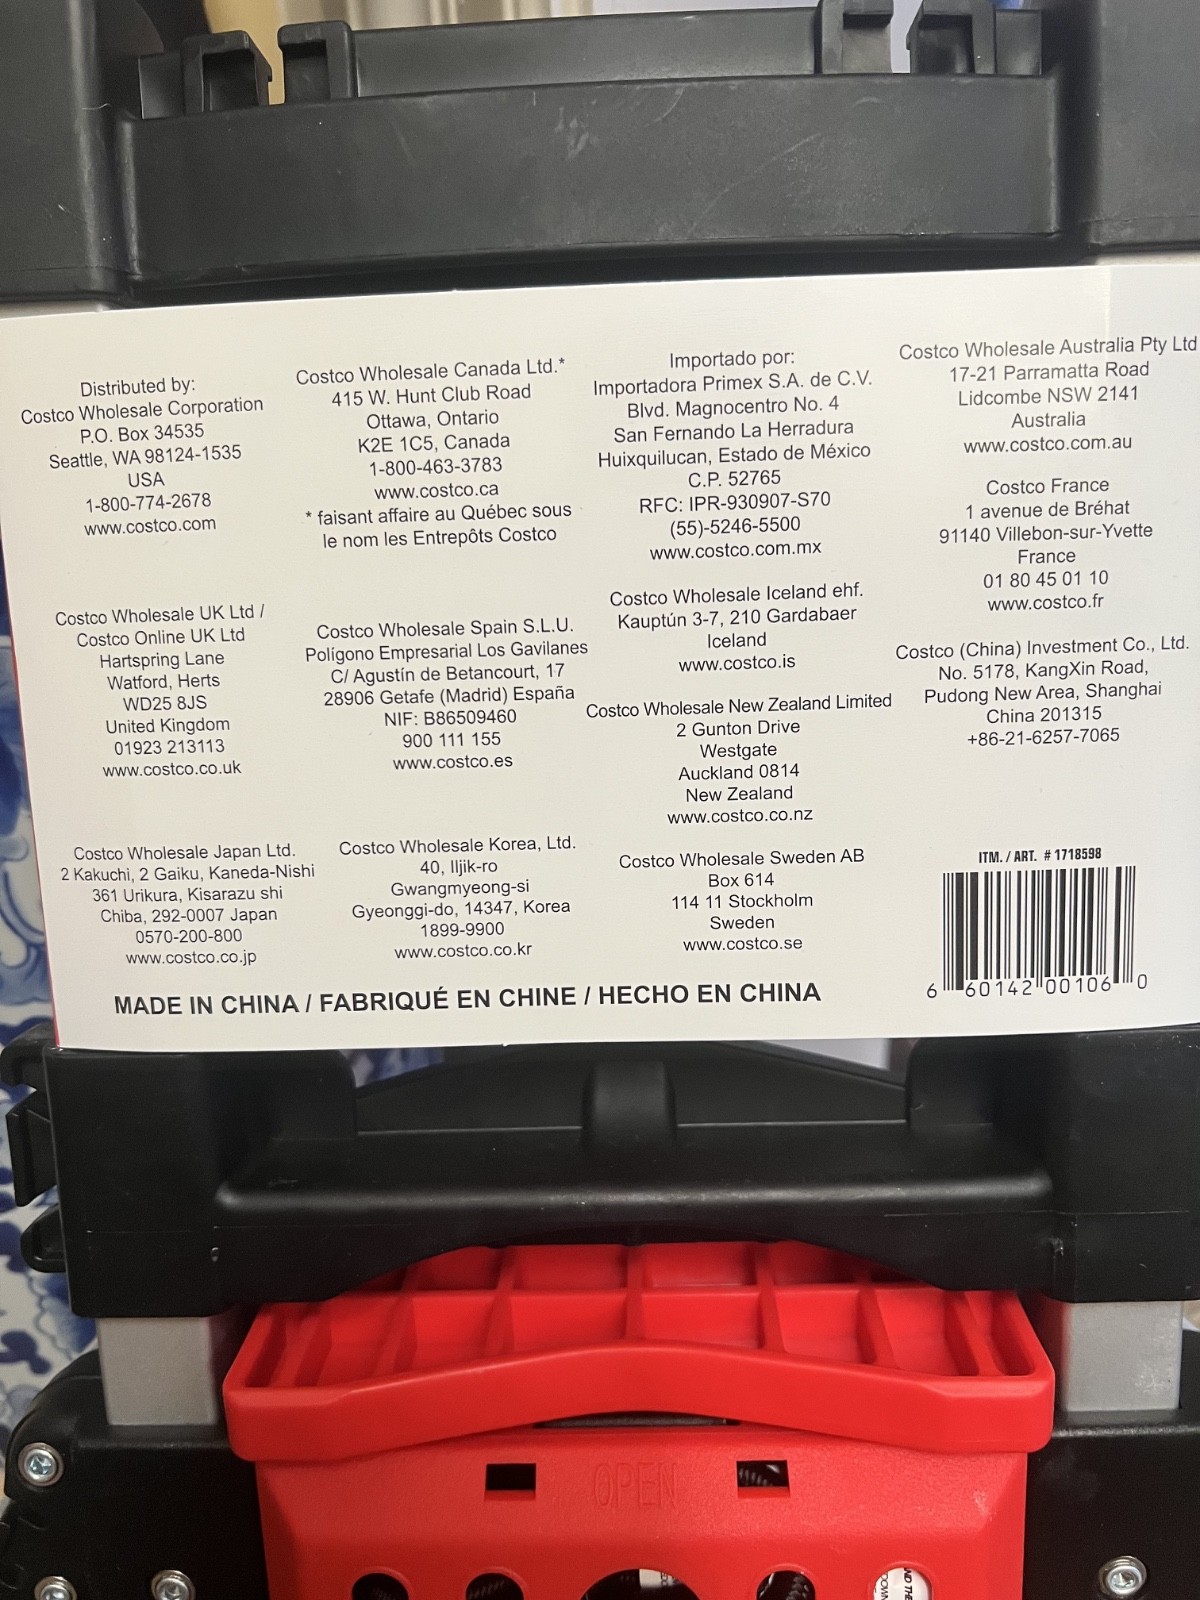 Distributed by:
Costco Wholesale Corporation
P.O. Box 34535
Seattle, WA 98124-1535
USA
1-800-774-2678
www.costco.com
Costco Wholesale Canada Ltd.*
415 W. Hunt Club Road
Ottawa, Ontario
K2E 1C5, Canada
1-800-463-3783
www.costco.ca
* faisant affaire au Québec sous
le nom les Entrepôts Costco
Importado por:
Importadora Primex S.A. de C.V.
Blvd. Magnocentro No. 4
San Fernando La Herradura
Huixquilucan, Estado de México
C.P. 52765
RFC: IPR-930907-S70
(55)-5246-5500
www.costco.com.mx
Costco Wholesale Australia Pty Ltd
17-21 Parramatta Road
Lidcombe NSW 2141
Australia
www.costco.com.au
Costco France
1 avenue de Bréhat
91140 Villebon-sur-Yvette
France
01 80 45 01 10
www.costco.fr
Costco Wholesale UK Ltd /
Costco Online UK Ltd
Hartspring Lane
Watford, Herts
WD25 8JS
United Kingdom
01923 213113
www.costco.co.uk
Costco Wholesale Spain S.L.U.
Polígono Empresarial Los Gavilanes
C/ Agustín de Betancourt, 17
28906 Getafe (Madrid) España
NIF: B86509460
900 111 155
www.costco.es
Costco Wholesale Iceland ehf.
Kauptún 3-7, 210 Gardabaer
Iceland
www.costco.is
Costco Wholesale New Zealand Limited
2 Gunton Drive
Westgate
Auckland 0814
New Zealand
www.costco.co.nz
Costco (China) Investment Co., Ltd.
No. 5178, KangXin Road,
Pudong New Area, Shanghai
China 201315
+86-21-6257-7065
Costco Wholesale Japan Ltd.
2 Kakuchi, 2 Gaiku, Kaneda-Nishi
361 Urikura, Kisarazu shi
Chiba, 292-0007 Japan
0570-200-800
www.costco.co.jp
Costco Wholesale Korea, Ltd.
40, Iljik-ro
Gwangmyeong-si
Gyeonggi-do, 14347, Korea
1899-9900
www.costco.co.kr
Costco Wholesale Sweden AB
Box 614
114 11 Stockholm
Sweden
www.costco.se
ITM. / ART. # 1718598
6 60142 00106 0
MADE IN CHINA / FABRIQUÉ EN CHINE / HECHO EN CHINA
OPEN